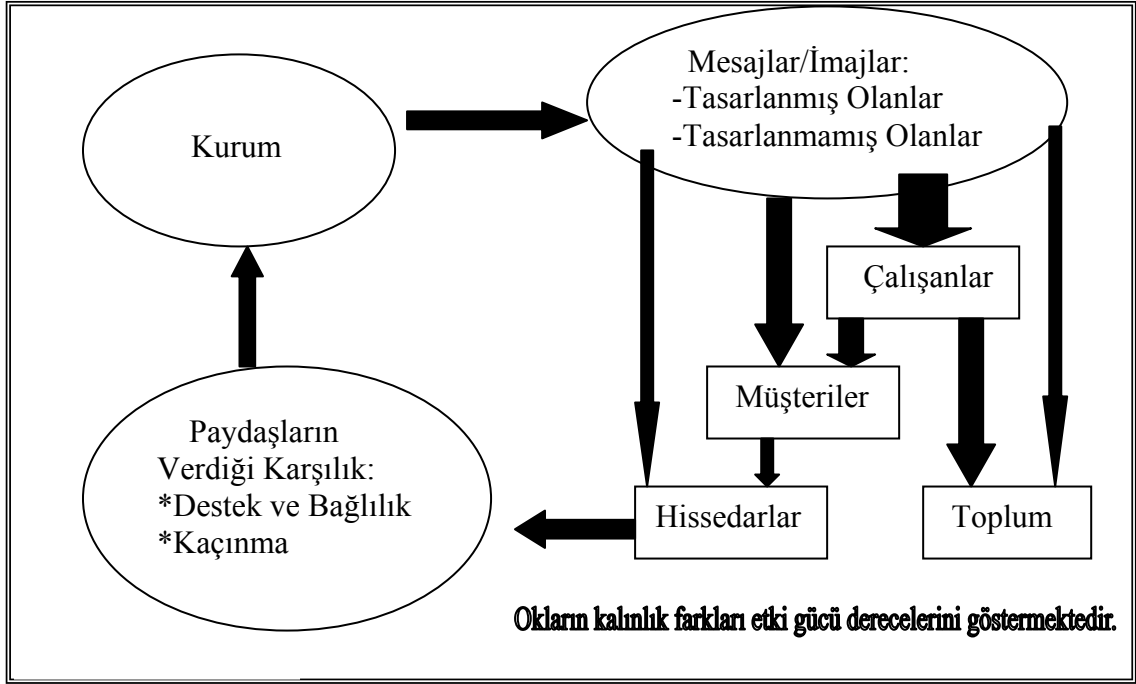 Kurum
Mesajlar/İmajlar:
-Tasarlanmış Olanlar
-Tasarlanmamış Olanlar
Çalışanlar
Müşteriler
Hissedarlar
Toplum
Paydaşların
Verdiği Karşılık:
*Destek ve Bağlılık
*Kaçınma
Okların kalınlık farkları etki gücü derecelerini göstermektedir.